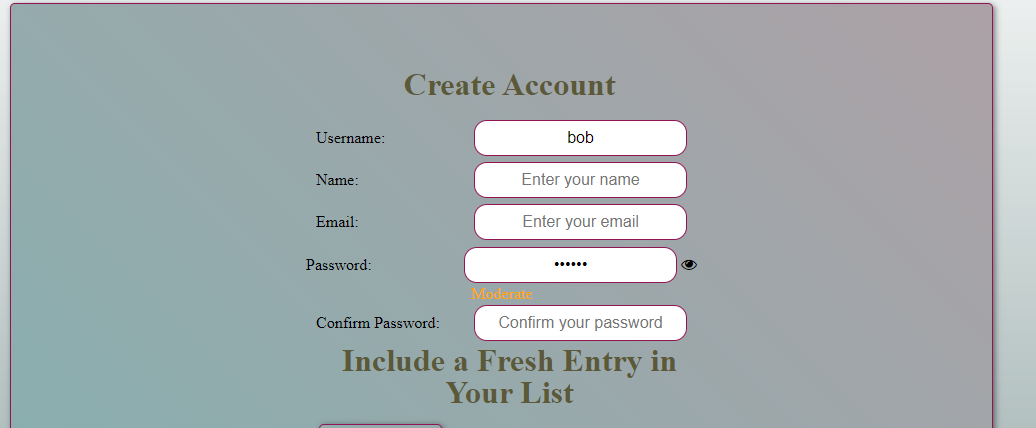 Create Account
Username: bob
Name: Enter your name
Email: Enter your email
Password: ••••••
Moderate
Confirm Password: Confirm your password
Include a Fresh Entry in
Your List